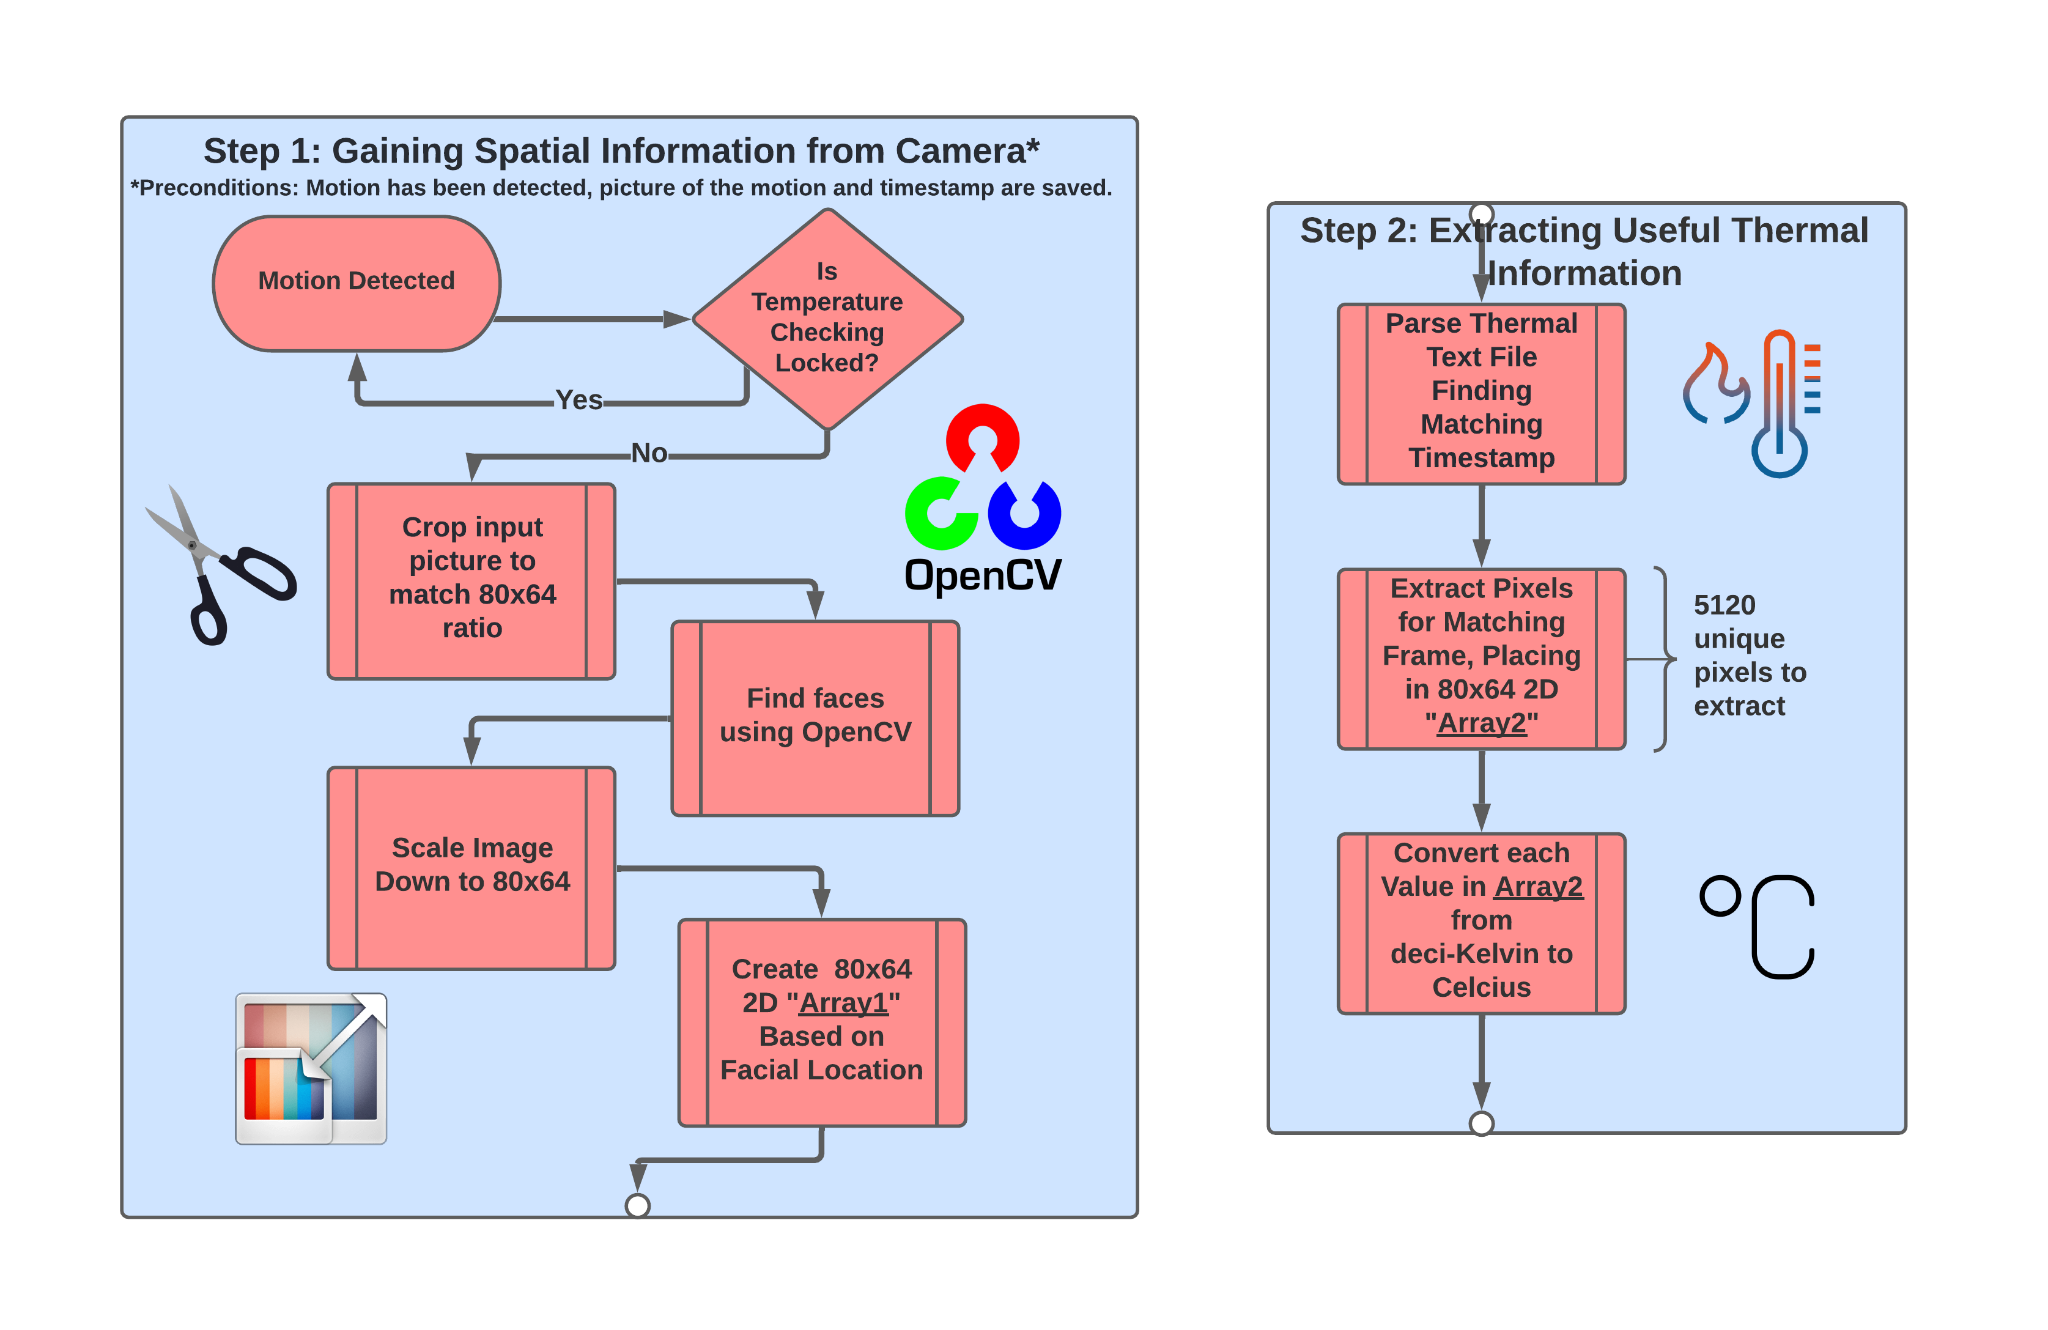 Step 1: Gaining Spatial Information from Camera*
*Preconditions: Motion has been detected, picture of the motion and timestamp are saved.
Motion Detected
Is
Temperature
Checking
Locked?
Yes
No
Crop input
picture to
match 80x64
ratio
OpenCV
Find faces
using OpenCV
Scale Image
Down to 80x64
Create  80x64
2D "Array1"
Based on
Facial Location
Step 2: Extracting Useful Thermal
Information
Parse Thermal
Text File
Finding
Matching
Timestamp
Extract Pixels
for Matching
Frame, Placing
in 80x64 2D
"Array2"
5120
unique
pixels to
extract
Convert each
Value in Array2
from
deci-Kelvin to
Celcius
°C